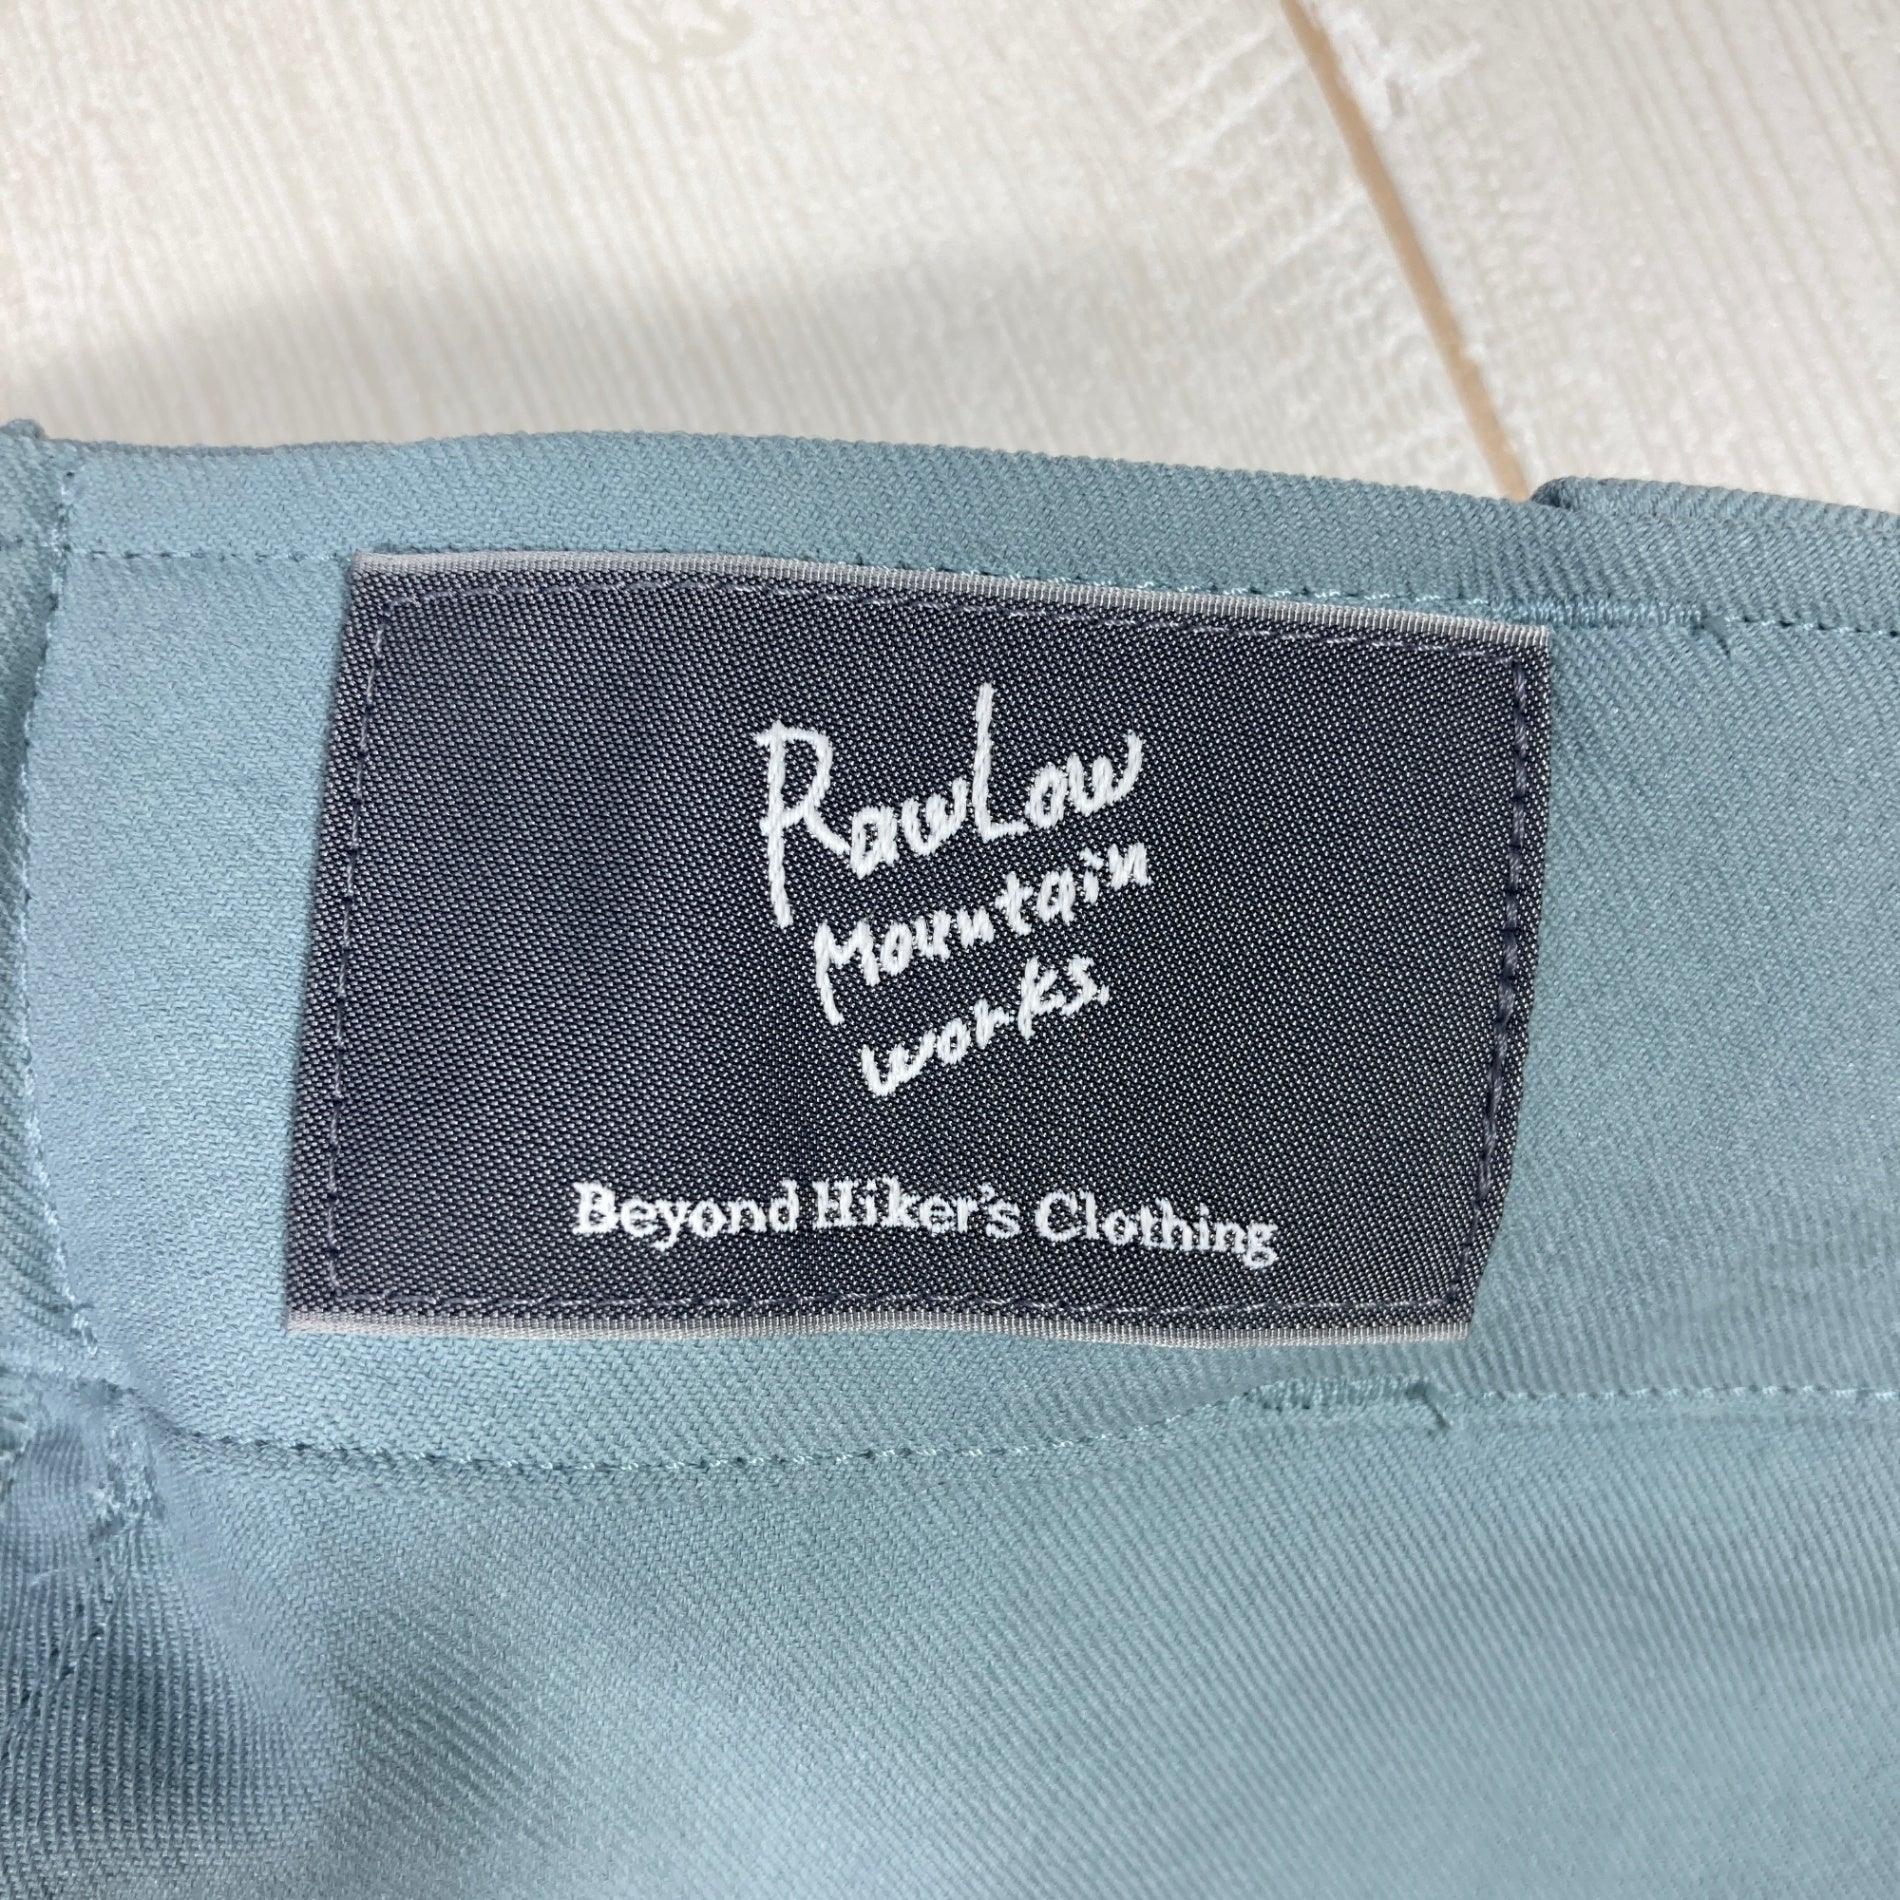 RawLow
Mountain
works.
Beyond Hiker's Clothing